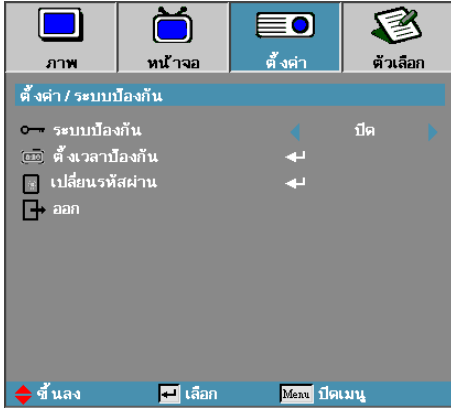 ภาพ หน้าจอ ตั้งค่า ตัวเลือก
ตั้งค่า / ระบบป้องกัน
ระบบป้องกัน ปิด
ตั้งเวลาป้องกัน
เปลี่ยนรหัสผ่าน
ออก
ขึ้นลง เลือก Menu ปิดเมนู